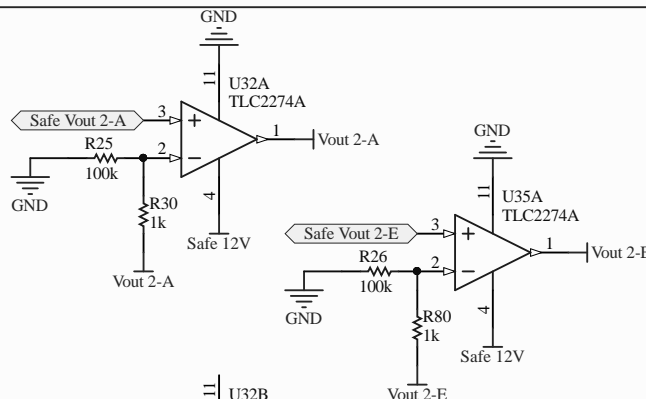 GND
11
U32A
TLC2274A
Safe Vout 2-A
3
+
1
Vout 2-A
R25
2
−
100k
GND
R30
1k
4
Safe 12V
Vout 2-A
GND
11
U35A
TLC2274A
Safe Vout 2-E
3
+
1
Vout 2-E
R26
2
−
100k
GND
R80
1k
4
Safe 12V
Vout 2-E
11
U32B